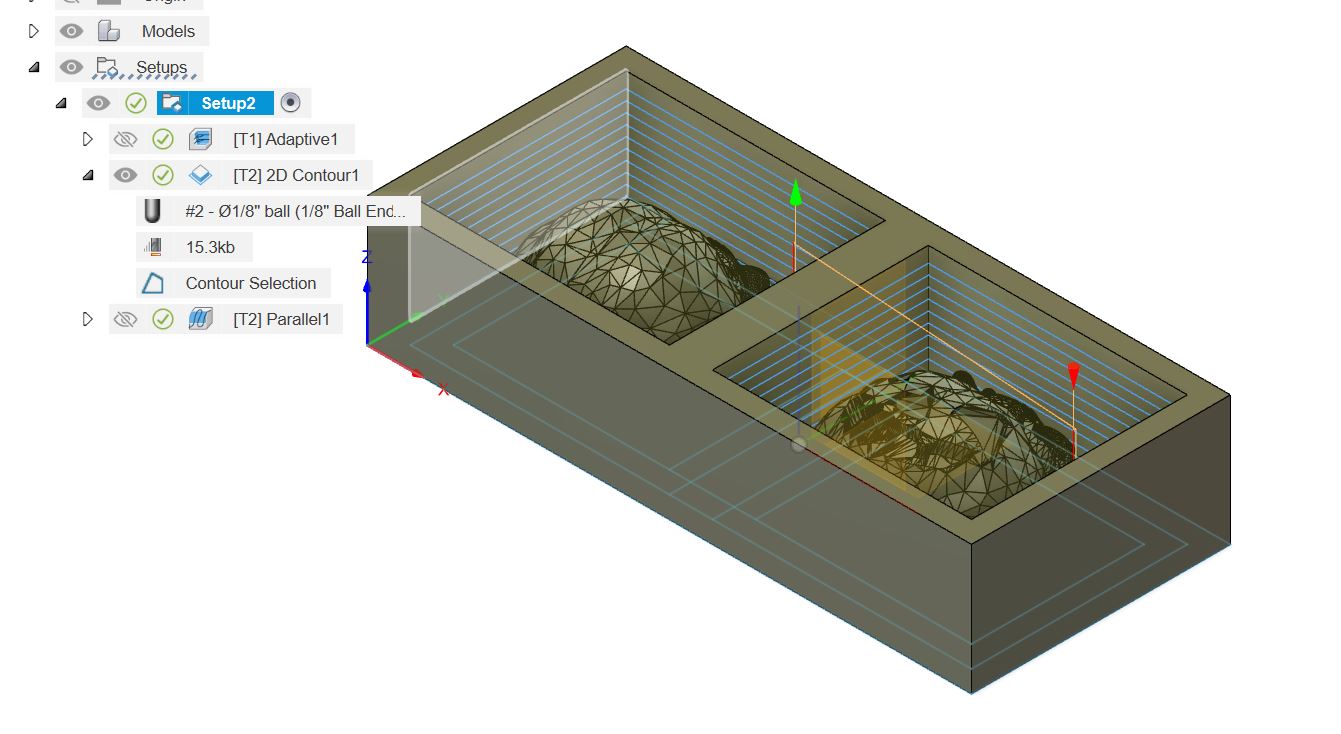 Models
Setups
Setup2
[T1] Adaptive1
[T2] 2D Contour1
#2 - Ø1/8" ball (1/8" Ball End...
15.3kb
Contour Selection
[T2] Parallel1
Z
X